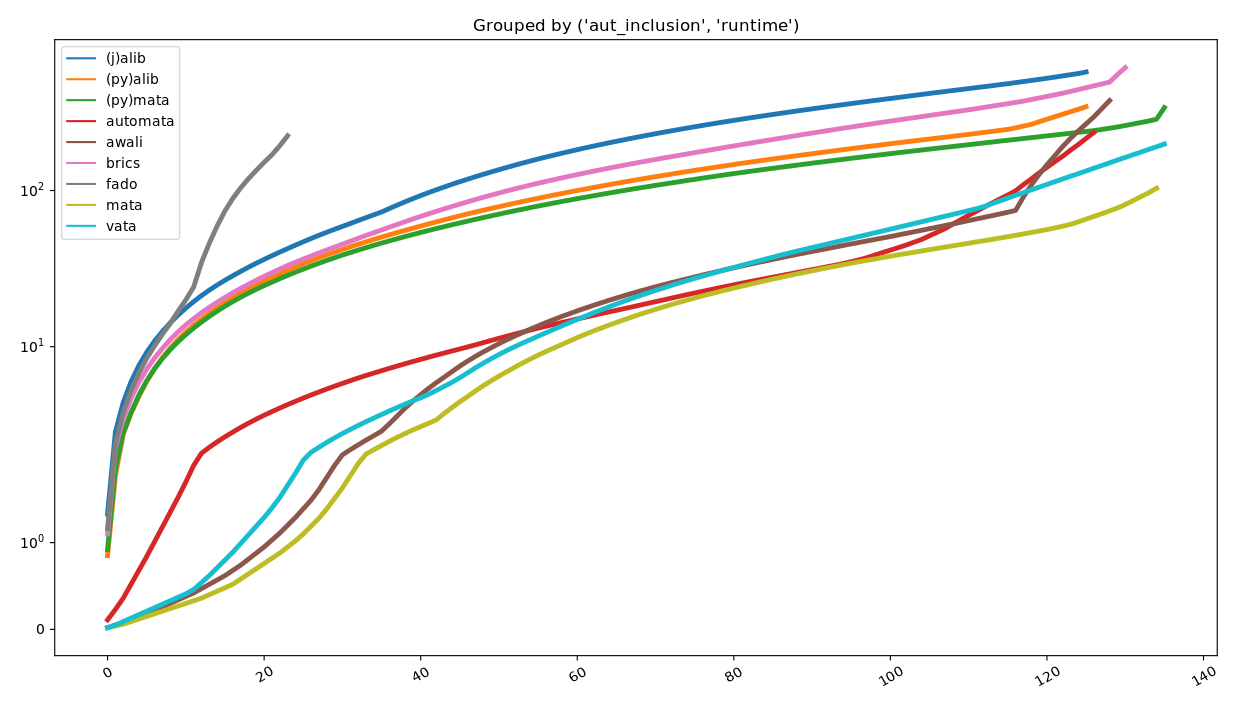 Grouped by ('aut_inclusion', 'runtime')
(j)alib
(py)alib
(py)mata
automata
awali
brics
fado
mata
vata
10²
10¹
10⁰
0
0
20
40
60
80
100
120
140